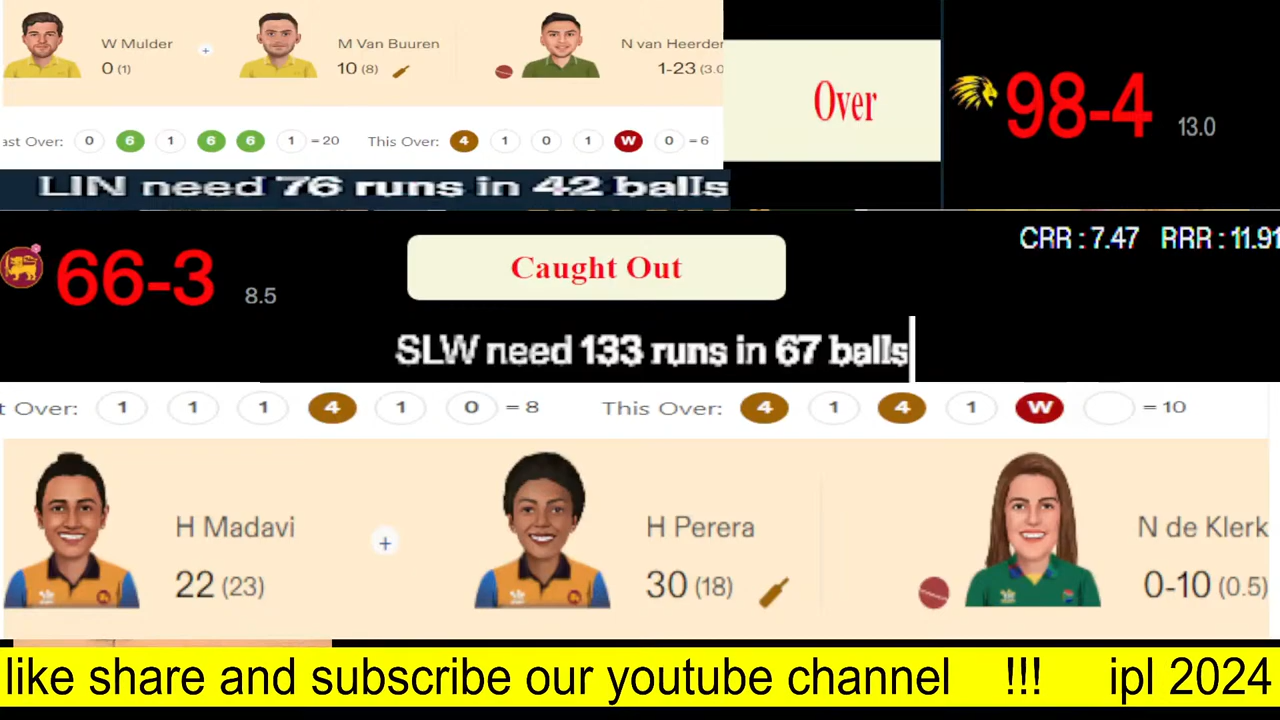 W Mulder
0 (1)
+
M Van Buuren
10 (8)
N van Heerder
1-23 (3.0
Over
98-4
13.0
ast Over: 0 6 1 6 6 1 = 20 This Over: 4 1 0 1 W 0 = 6
LIN need 76 runs in 42 balls
66-3
8.5
Caught Out
CRR : 7.47 RRR : 11.91
SLW need 133 runs in 67 balls
t Over: 1 1 1 4 1 0 = 8 This Over: 4 1 4 1 W = 10
H Madavi
22 (23)
+
H Perera
30 (18)
N de Klerk
0-10 (0.5)
like share and subscribe our youtube channel !!! ipl 2024